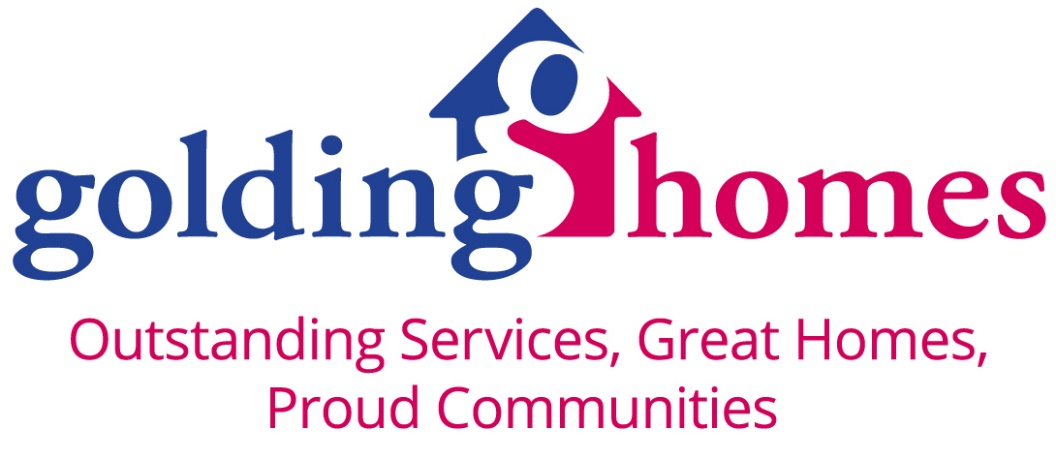 golding homes
Outstanding Services, Great Homes,
Proud Communities